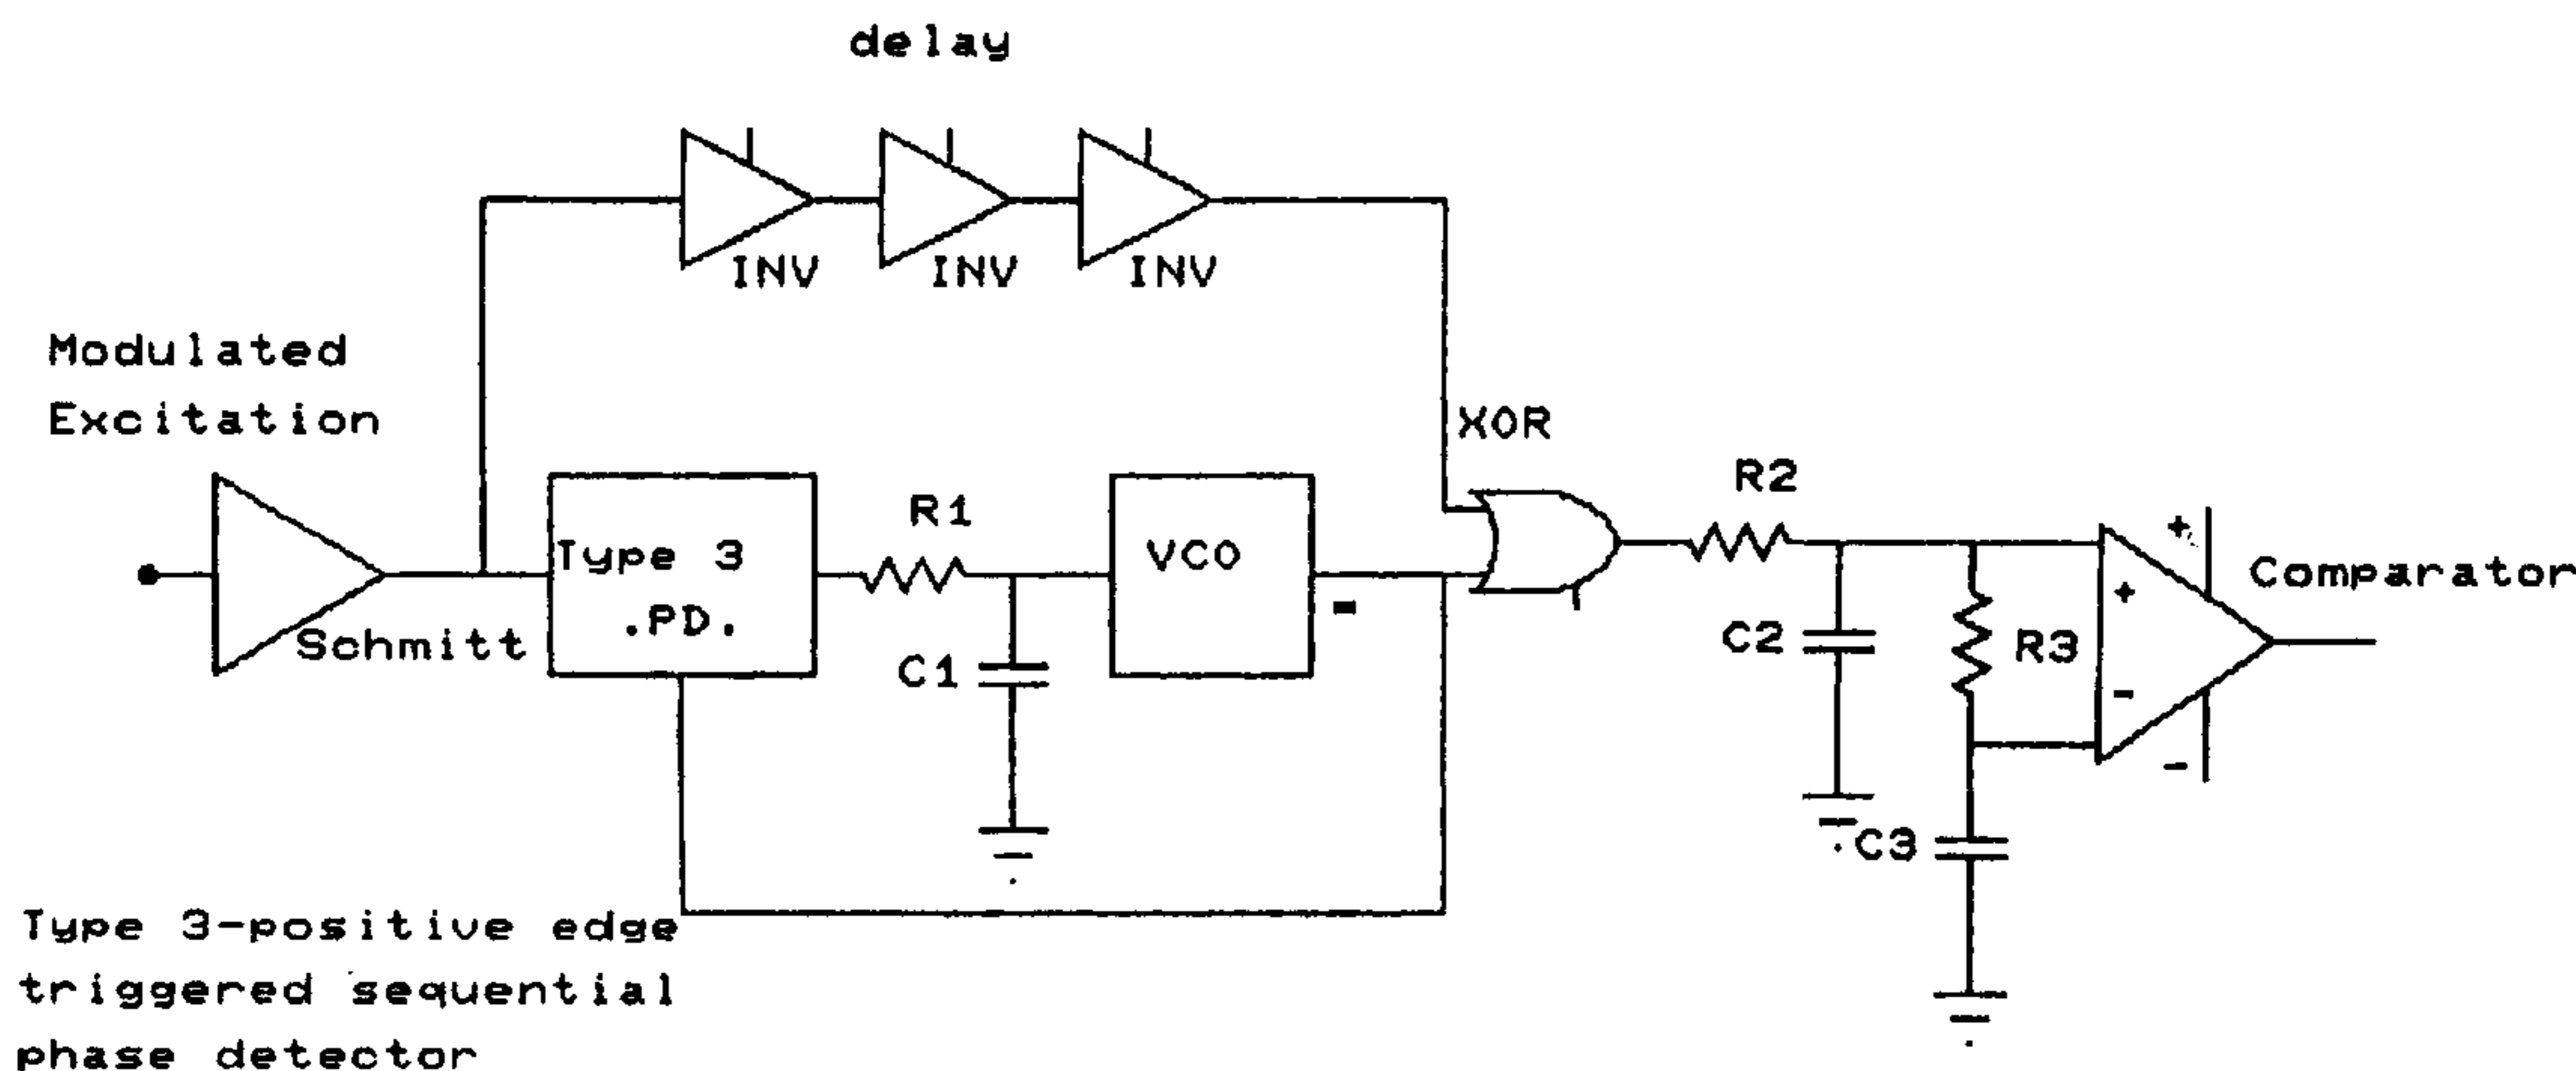 delay
INV
INV
INV
Modulated
Excitation
XOR
R2
R1
Type 3
.PD.
VCO
+
Comparator
+
Schmitt
-
C2
R3
C1
-
-
C3
Type 3-positive edge
triggered sequential
phase detector